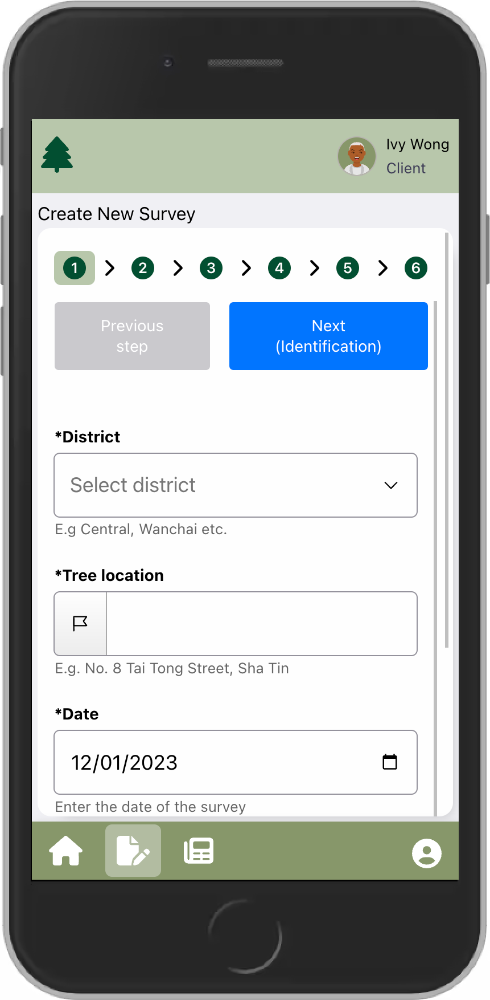 Ivy Wong
Client
Create New Survey
1 2 3 4 5 6
Previous
step
Next
(Identification)
*District
Select district
E.g Central, Wanchai etc.
*Tree location
E.g. No. 8 Tai Tong Street, Sha Tin
*Date
12/01/2023
Enter the date of the survey